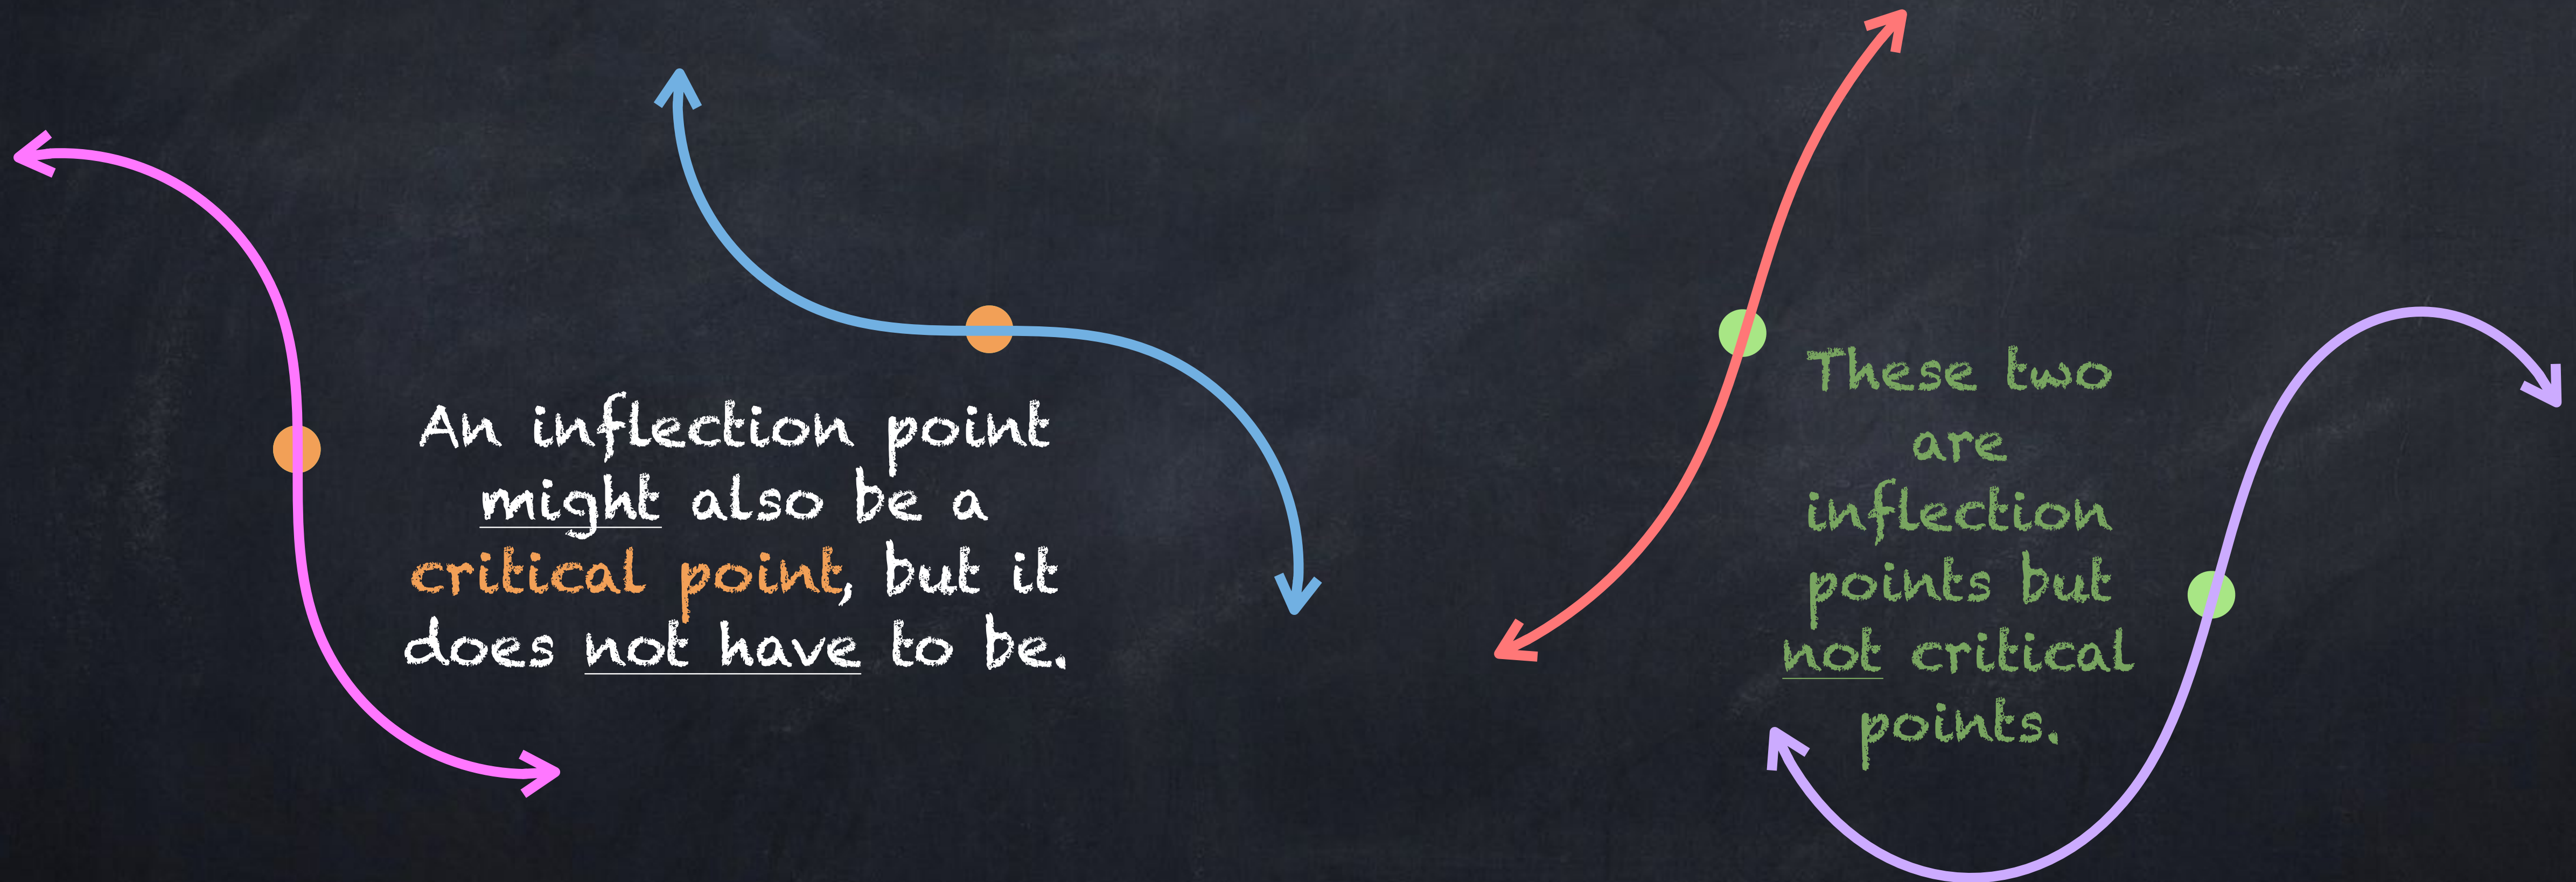 An inflection point
might also be a
critical point, but it
does not have to be.
These two
are
inflection
points but
not critical
points.